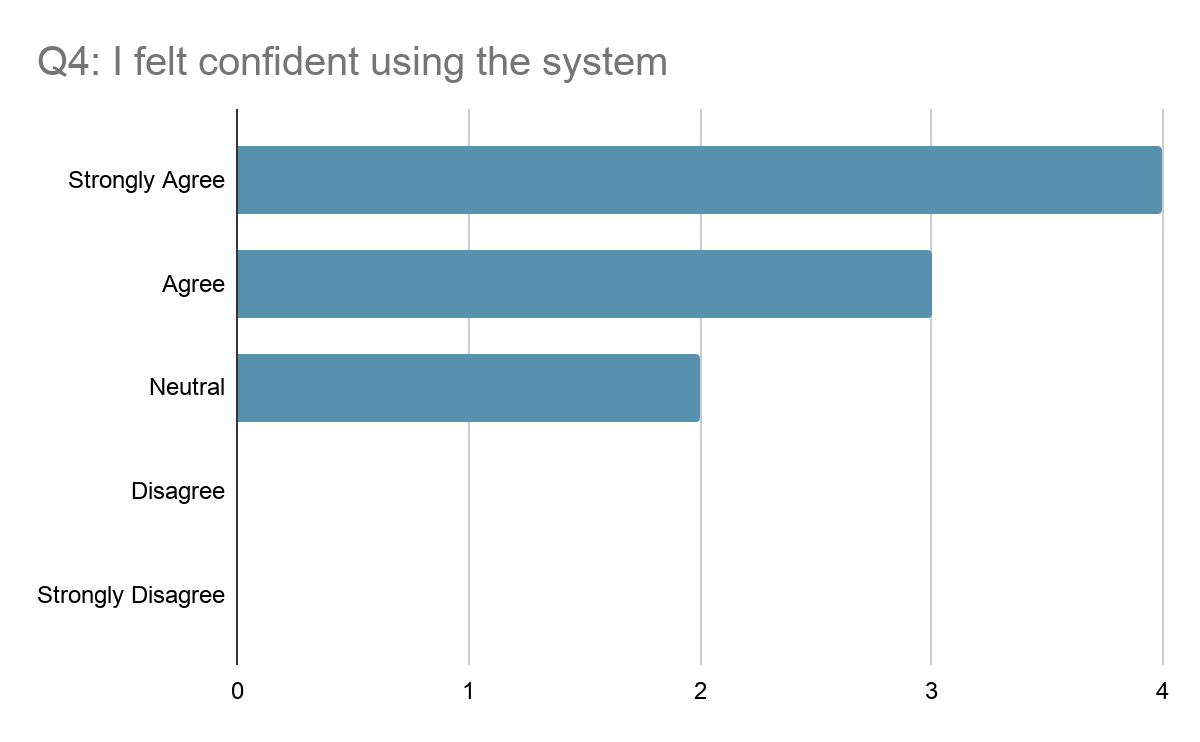 Q4: I felt confident using the system
Strongly Agree
Agree
Neutral
Disagree
Strongly Disagree
0 1 2 3 4